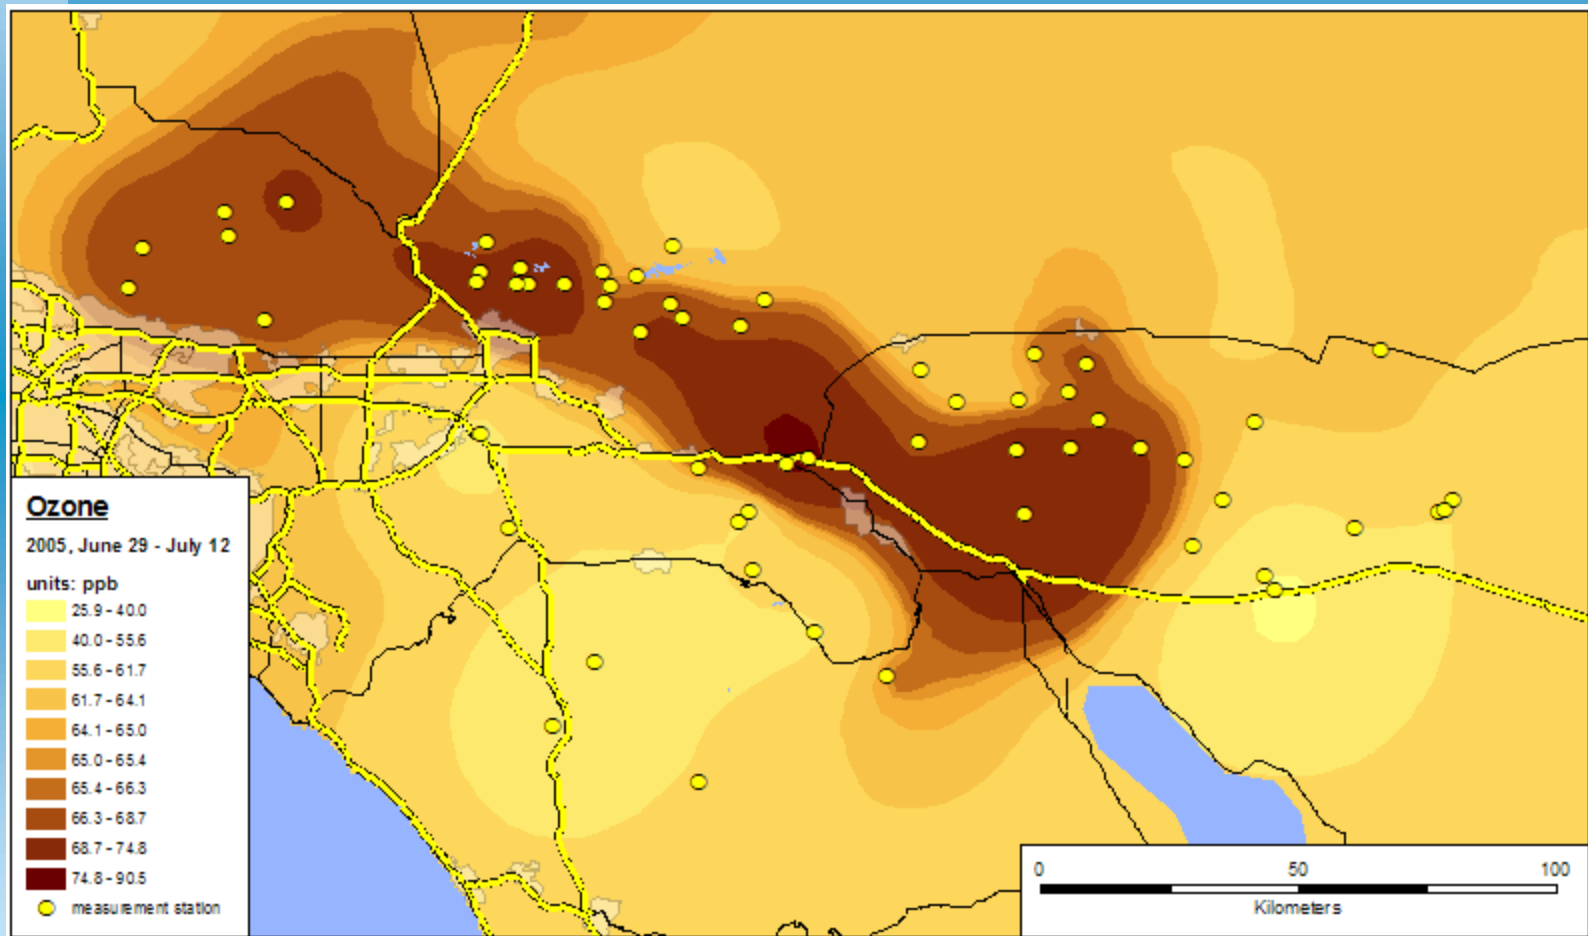 Ozone
2005, June 29 - July 12
units: ppb
25.9 - 40.0
40.0 - 55.6
55.6 - 61.7
61.7 - 64.1
64.1 - 65.0
65.0 - 65.4
65.4 - 66.3
66.3 - 68.7
68.7 - 74.8
74.8 - 90.5
measurement station
0 50 100
Kilometers